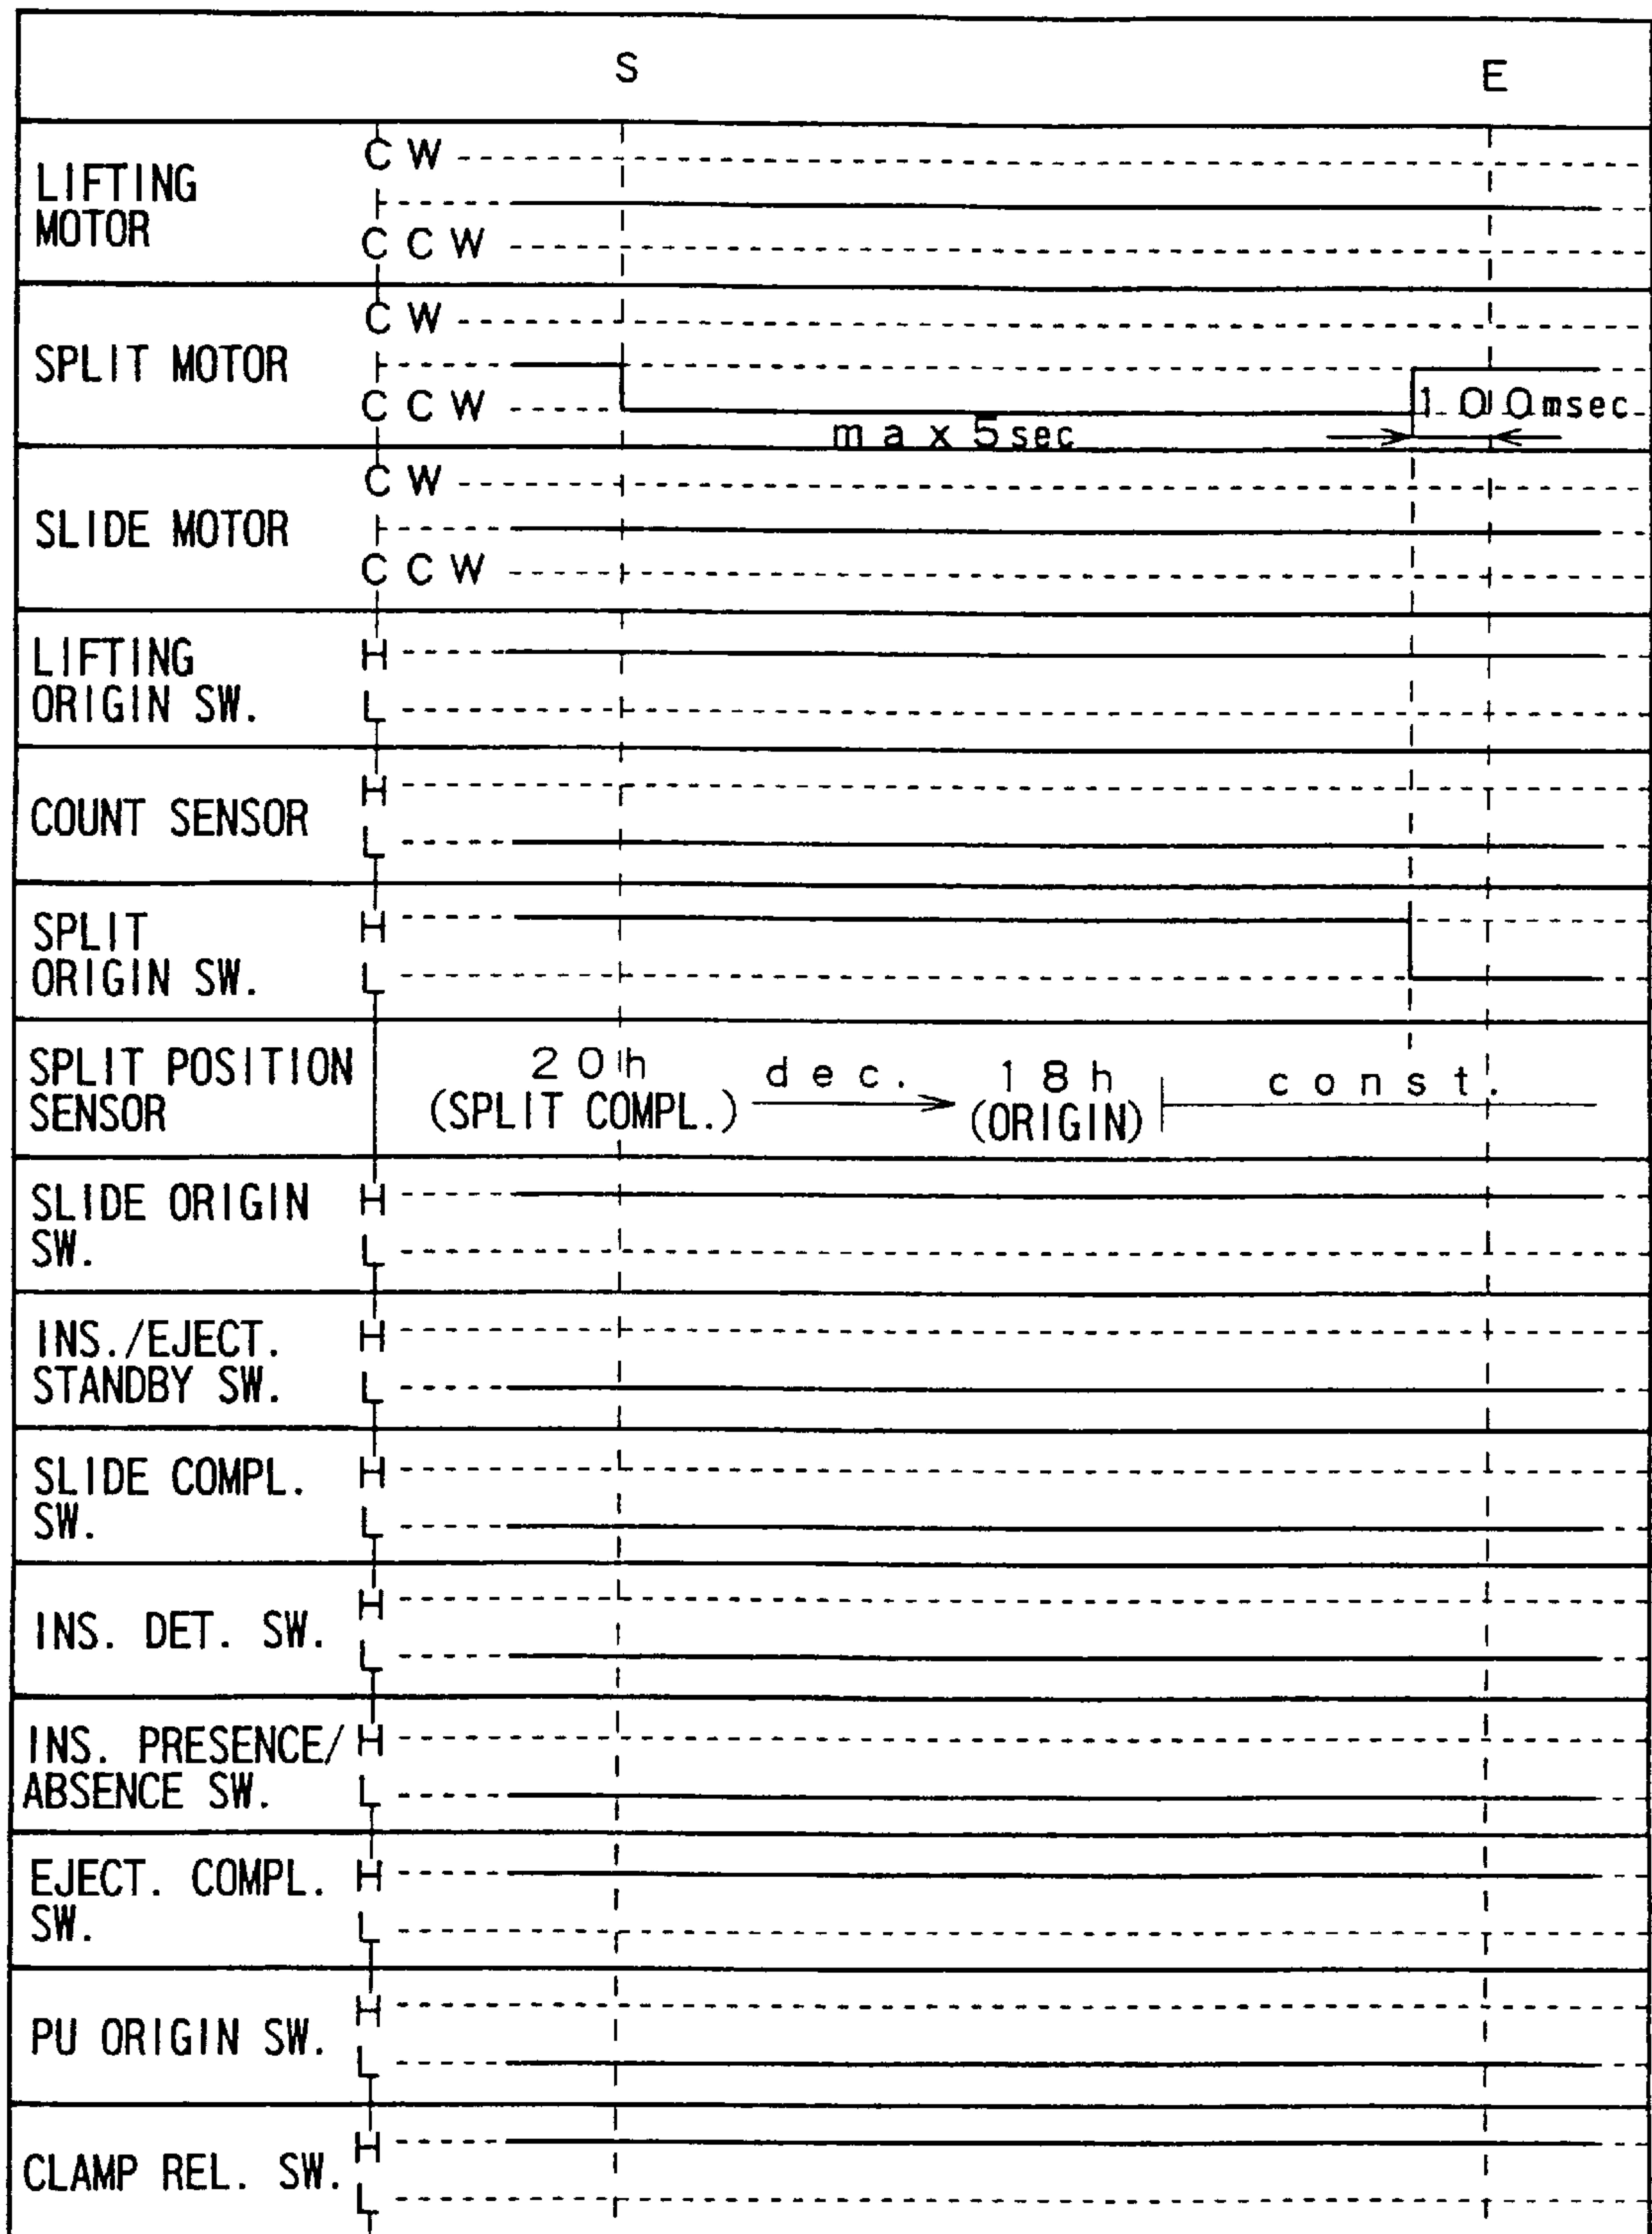 S E
LIFTING
MOTOR
CW
CCW
SPLIT MOTOR
CW
CCW
max 5sec
100msec
SLIDE MOTOR
CW
CCW
LIFTING
ORIGIN SW.
H
L
COUNT SENSOR
H
L
SPLIT
ORIGIN SW.
H
L
SPLIT POSITION
SENSOR
20h
(SPLIT COMPL.)
dec.
18h
(ORIGIN)
const.
SLIDE ORIGIN
SW.
H
L
INS./EJECT.
STANDBY SW.
H
L
SLIDE COMPL.
SW.
H
L
INS. DET. SW.
H
L
INS. PRESENCE/
ABSENCE SW.
H
L
EJECT. COMPL.
SW.
H
L
PU ORIGIN SW.
H
L
CLAMP REL. SW.
H
L